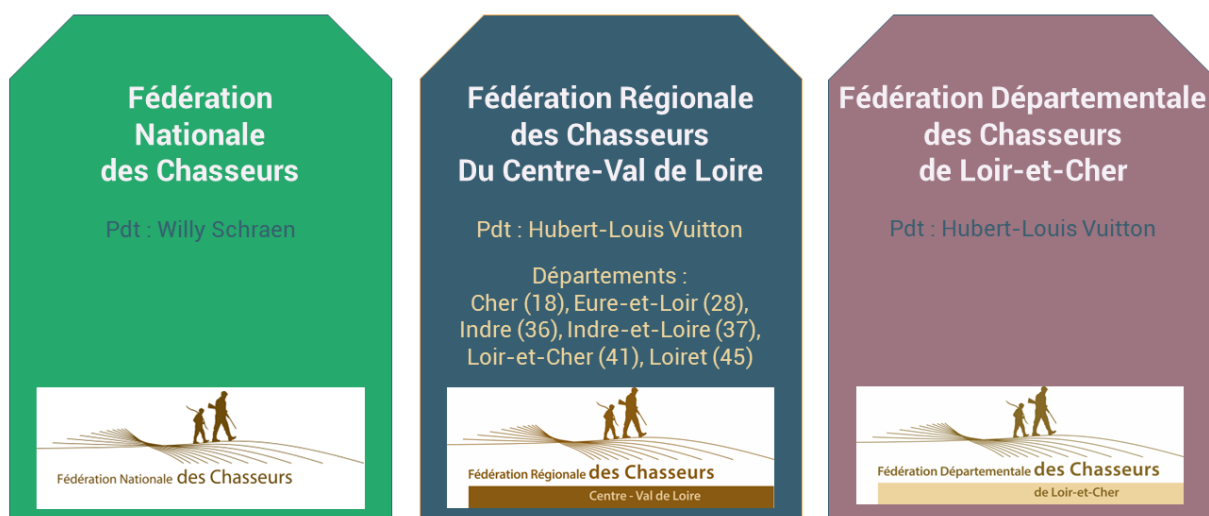 Fédération
Nationale
des Chasseurs
Pdt : Willy Schraen
Fédération Nationale des Chasseurs
Fédération Régionale
des Chasseurs
Du Centre-Val de Loire
Pdt : Hubert-Louis Vuitton
Départements :
Cher (18), Eure-et-Loir (28),
Indre (36), Indre-et-Loire (37),
Loir-et-Cher (41), Loiret (45)
Fédération Régionale des Chasseurs
Centre - Val de Loire
Fédération Départementale
des Chasseurs
de Loir-et-Cher
Pdt : Hubert-Louis Vuitton
Fédération Départementale des Chasseurs
de Loir-et-Cher